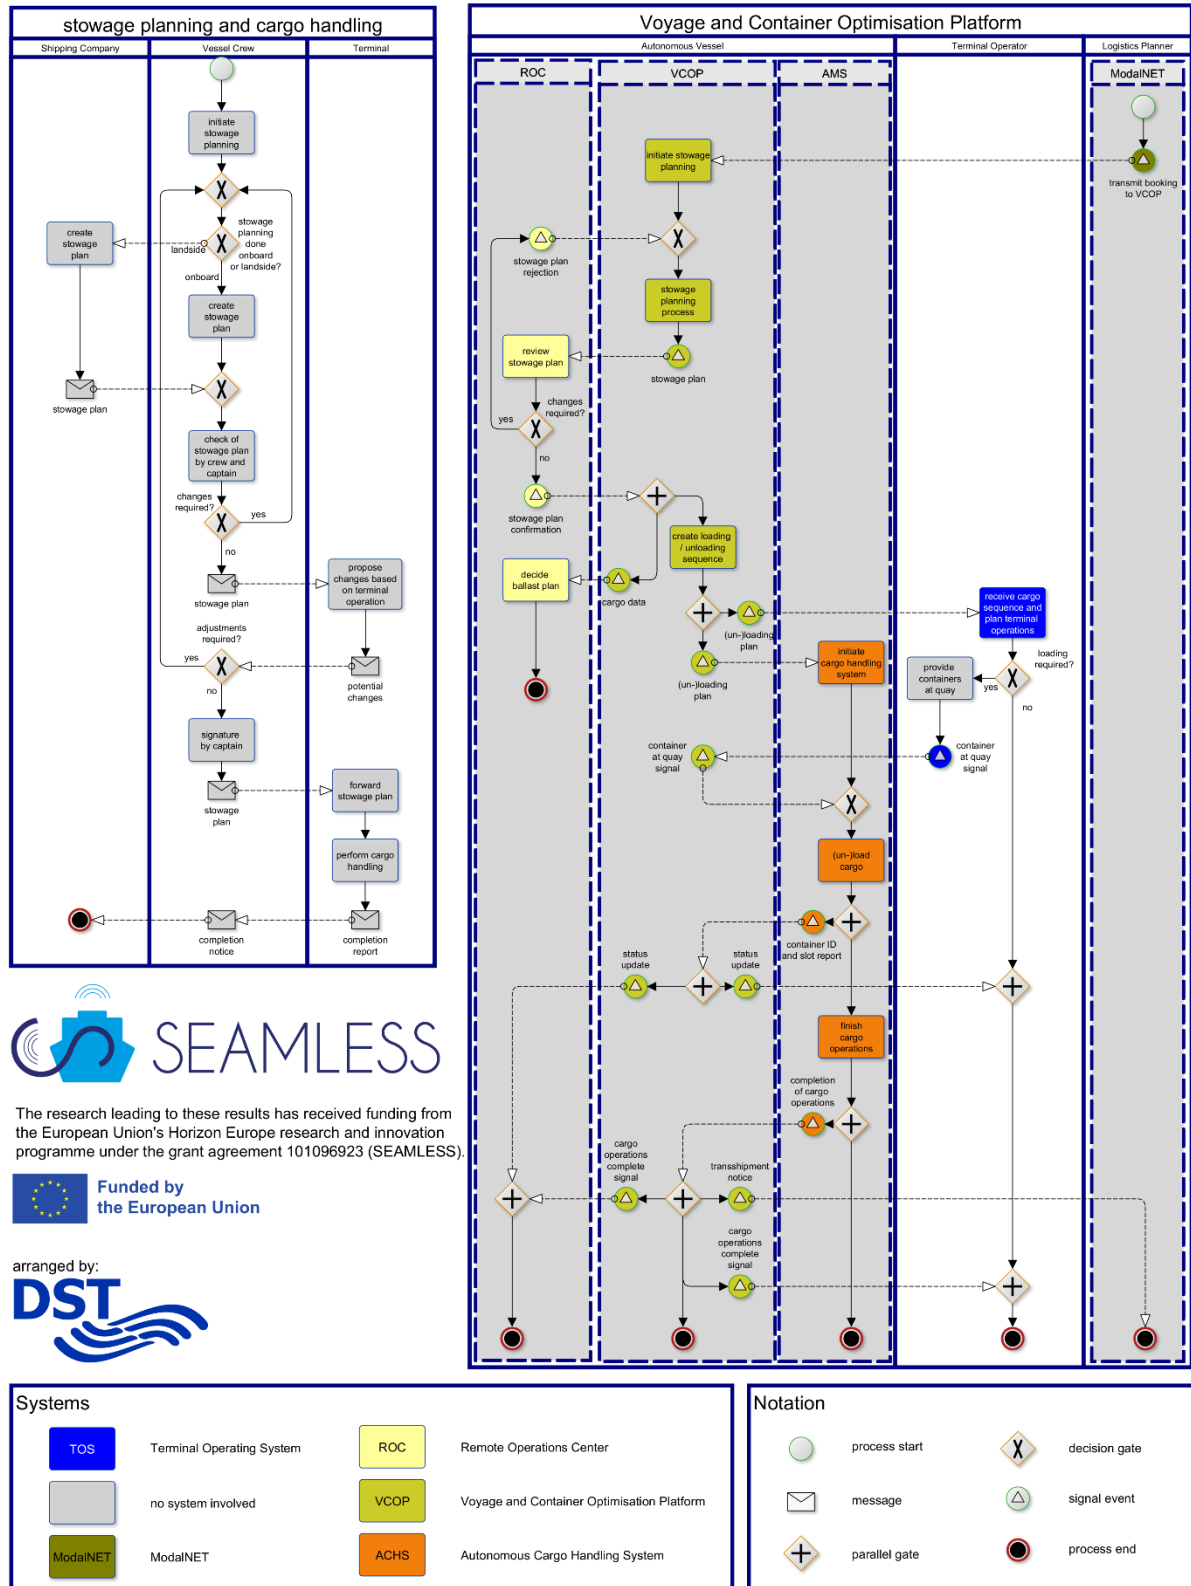 stowage planning and cargo handling
Shipping Company
Vessel Crew
Terminal
initiate
stowage
planning
stowage
planning
done
onboard
or landside?
landside
onboard
create
stowage
plan
create
stowage
plan
stowage plan
check of
stowage plan
by crew and
captain
changes
required?
yes
no
stowage plan
propose
changes based
on terminal
operation
adjustments
required?
yes
no
potential
changes
signature
by captain
stowage
plan
forward
stowage plan
perform cargo
handling
completion
notice
completion
report
Voyage and Container Optimisation Platform
Autonomous Vessel
Terminal Operator
Logistics Planner
ROC
VCOP
AMS
ModalNET
initiate stowage
planning
transmit booking
to VCOP
stowage plan
rejection
stowage
planning
process
review
stowage plan
stowage plan
changes
required?
yes
no
stowage plan
confirmation
create loading
/ unloading
sequence
decide
ballast plan
cargo data
(un-)loading
plan
receive cargo
sequence and
plan terminal
operations
(un-)loading
plan
initiate
cargo handling
system
loading
required?
yes
no
provide
containers
at quay
container
at quay
signal
container
at quay
signal
(un-)load
cargo
container ID
and slot report
status
update
status
update
finish
cargo
operations
completion
of cargo
operations
cargo
operations
complete
signal
transhipment
notice
cargo
operations
complete
signal
SEAMLESS
The research leading to these results has received funding from
the European Union's Horizon Europe research and innovation
programme under the grant agreement 101096923 (SEAMLESS).
Funded by
the European Union
arranged by:
DST
Systems
TOS
Terminal Operating System
no system involved
ModalNET
ModalNET
ROC
Remote Operations Center
VCOP
Voyage and Container Optimisation Platform
ACHS
Autonomous Cargo Handling System
Notation
process start
message
parallel gate
decision gate
signal event
process end